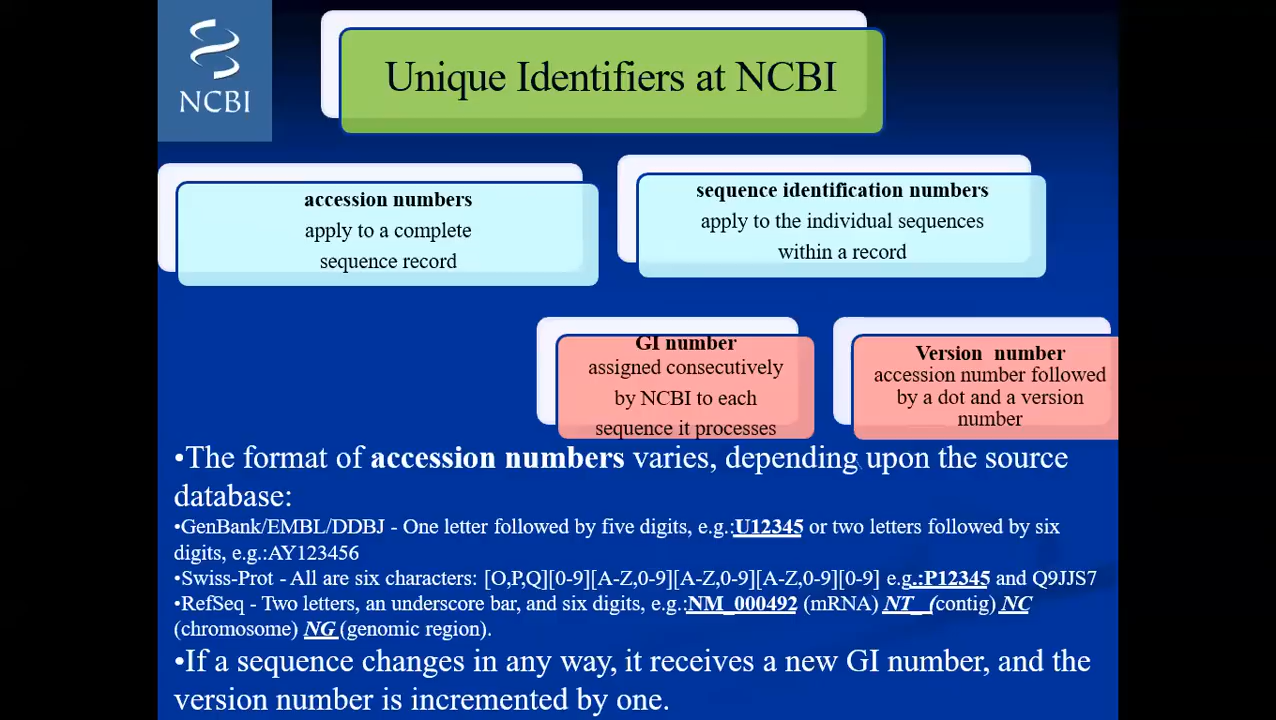 NCBI
Unique Identifiers at NCBI
accession numbers
apply to a complete
sequence record
sequence identification numbers
apply to the individual sequences
within a record
GI number
assigned consecutively
by NCBI to each
sequence it processes
Version number
accession number followed
by a dot and a version
number
•The format of accession numbers varies, depending upon the source
database:
•GenBank/EMBL/DDBJ - One letter followed by five digits, e.g.:U12345 or two letters followed by six
digits, e.g.:AY123456
•Swiss-Prot - All are six characters: [O,P,Q][0-9][A-Z,0-9][A-Z,0-9][A-Z,0-9][0-9] e.g.:P12345 and Q9JJS7
•RefSeq - Two letters, an underscore bar, and six digits, e.g.:NM_000492 (mRNA) NT_ (contig) NC
(chromosome) NG (genomic region).
•If a sequence changes in any way, it receives a new GI number, and the
version number is incremented by one.